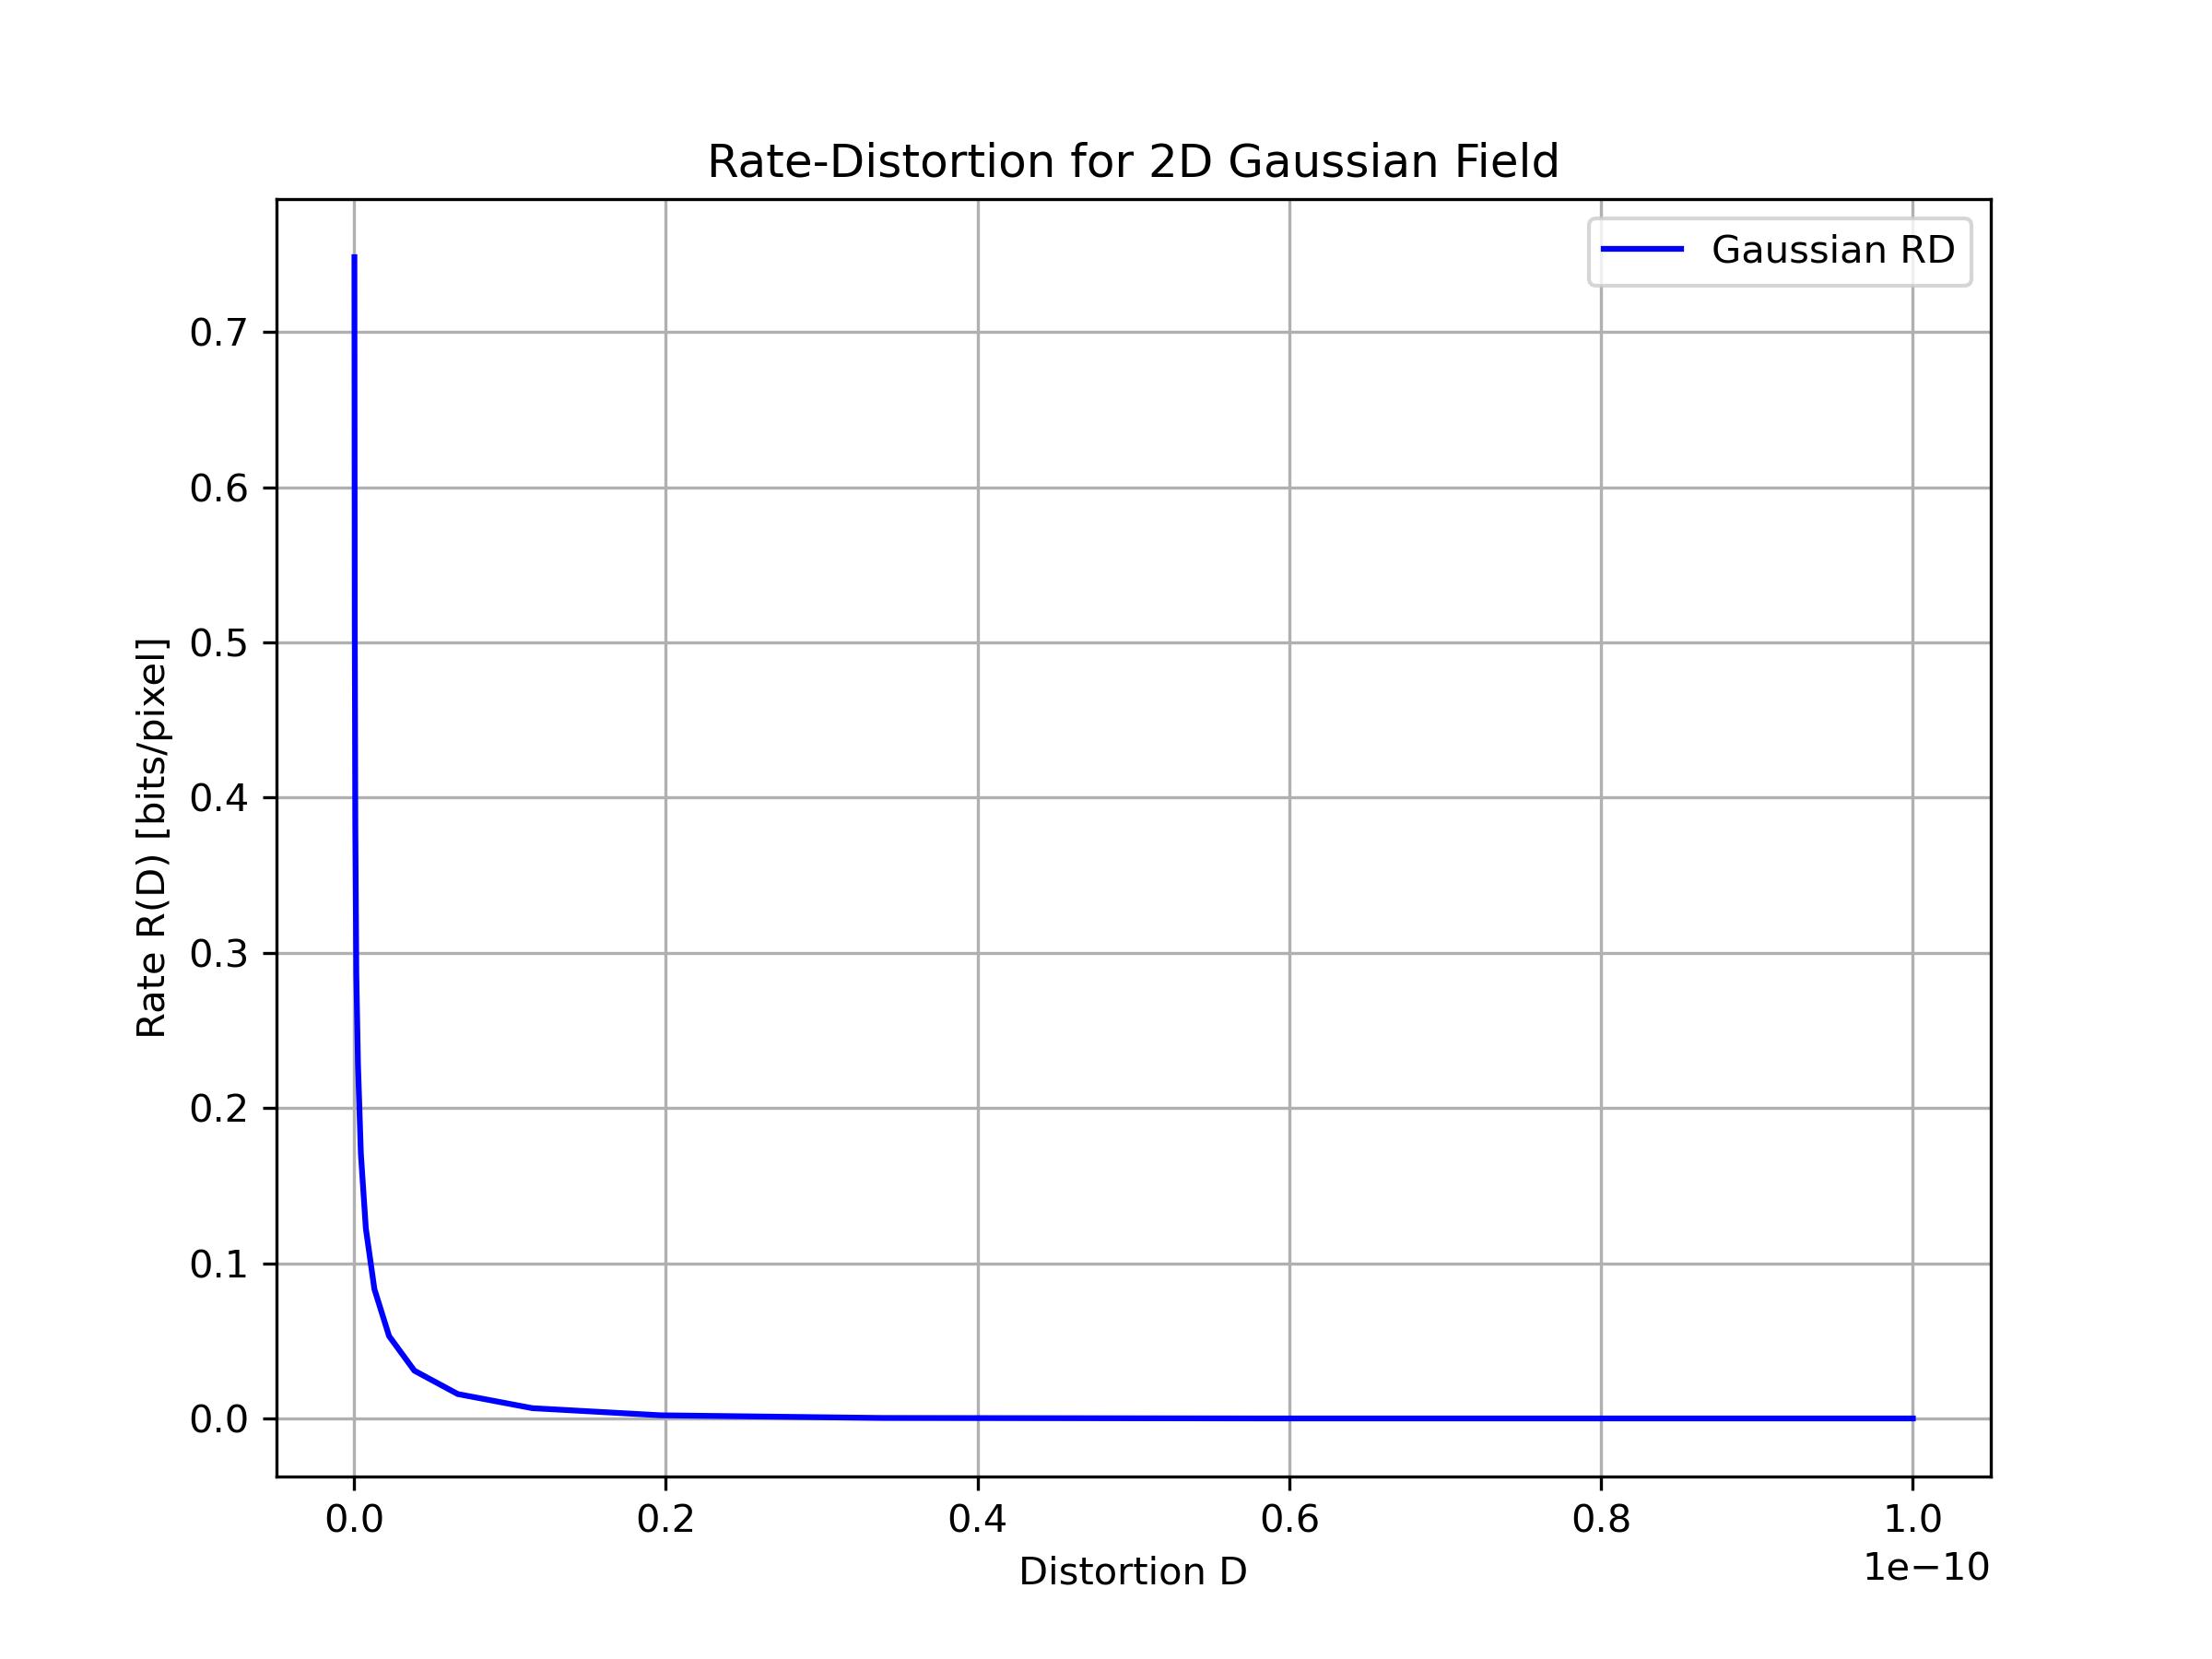 Rate-Distortion for 2D Gaussian Field
Gaussian RD
Rate R(D) [bits/pixel]
0.7
0.6
0.5
0.4
0.3
0.2
0.1
0.0
0.0 0.2 0.4 0.6 0.8 1.0
1e−10
Distortion D